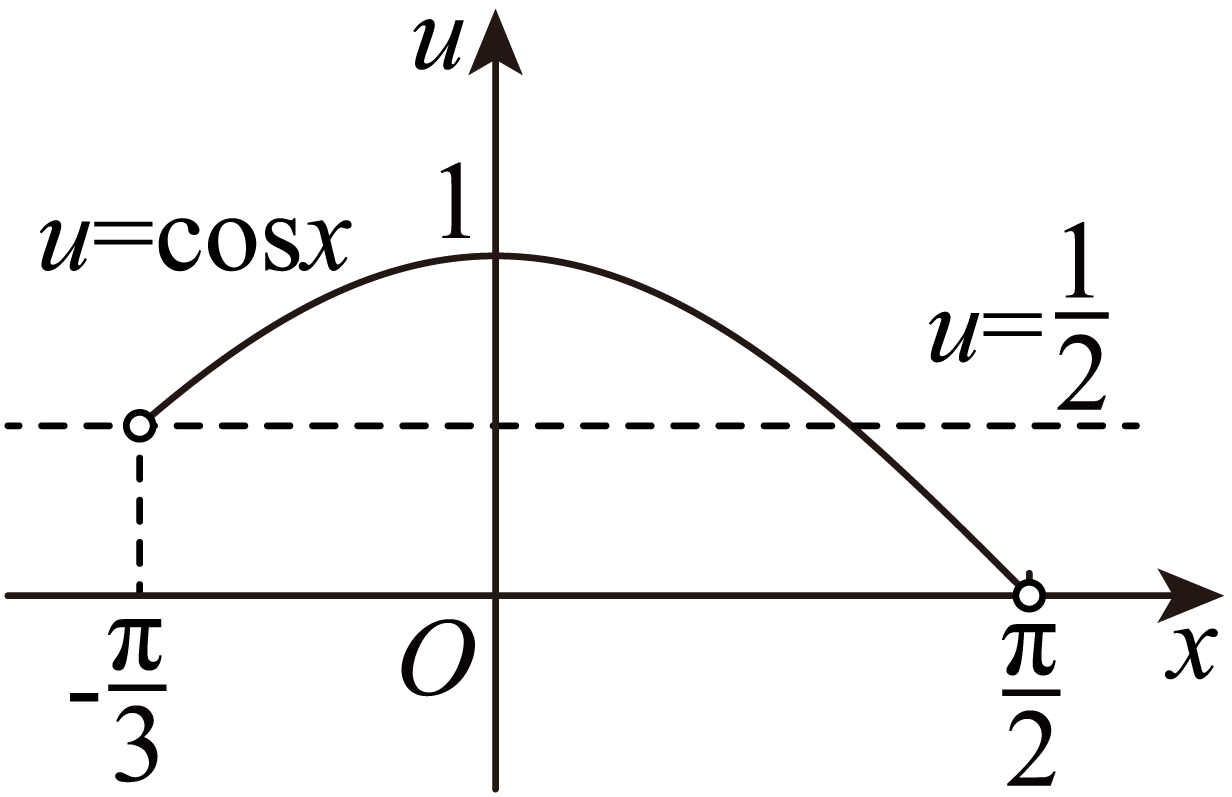 u
1
u=cosx
u=1/2
O
x
-π/3
π/2